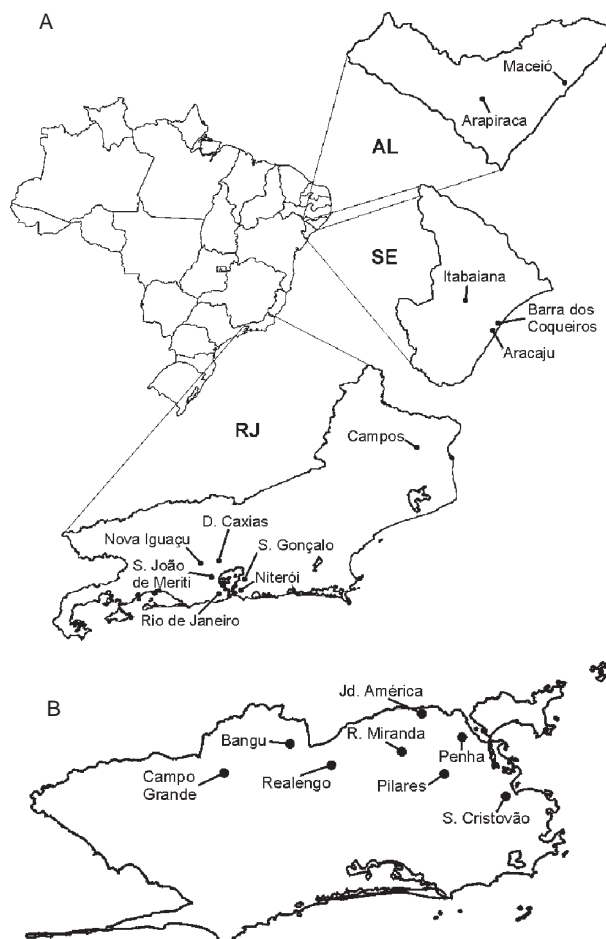 A
Maceió
Arapiraca
AL
SE
Itabaiana
Barra dos
Coqueiros
Aracaju
RJ
Campos
D. Caxias
Nova Iguaçu
S. Gonçalo
S. João
de Meriti
Niterói
Rio de Janeiro
B
Jd. América
Bangu
R. Miranda
Penha
Campo
Grande
Realengo
Pilares
S. Cristovão